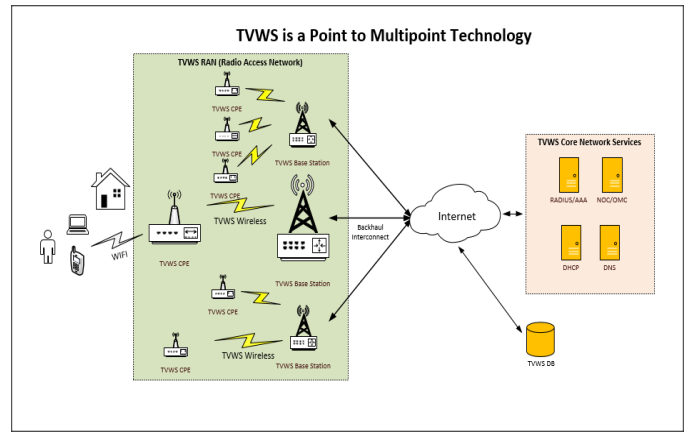 TVWS is a Point to Multipoint Technology
TVWS RAN (Radio Access Network)
TVWS CPE
TVWS CPE
TVWS Base Station
TVWS CPE
TVWS Wireless
WIFI
TVWS CPE
TVWS Base Station
TVWS CPE
TVWS Wireless
TVWS CPE
TVWS Base Station
Backhaul
Interconnect
Internet
TVWS Core Network Services
RADIUS/AAA
NOC/OMC
DHCP
DNS
TVWS DB